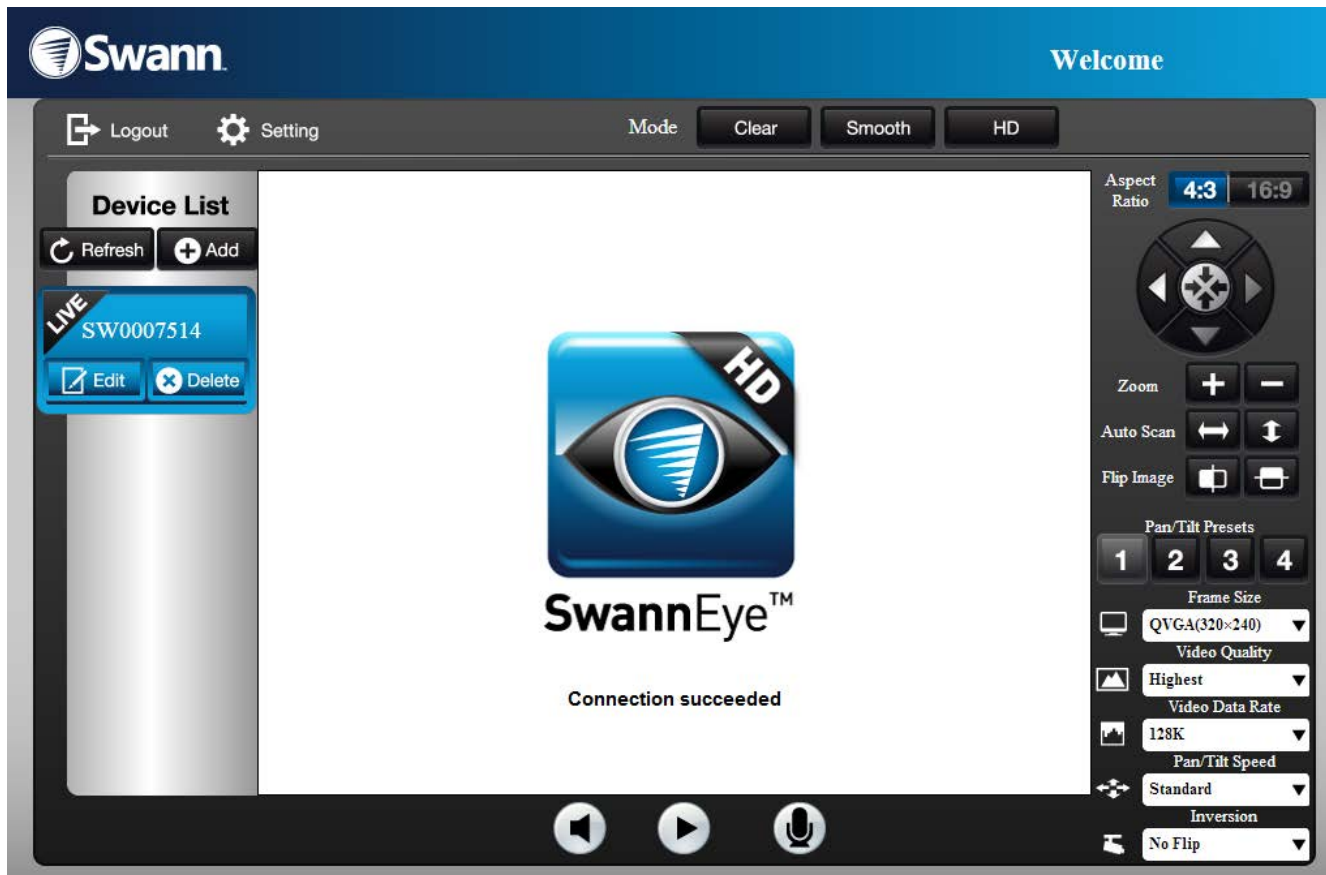 Swann
Welcome
Logout Setting Mode Clear Smooth HD
Device List
Refresh Add
LIVE
SW0007514
Edit Delete
HD
SwannEye™
Connection succeeded
Aspect
Ratio 4:3 16:9
Zoom
Auto Scan
Flip Image
Pan/Tilt Presets
1 2 3 4
Frame Size
QVGA(320×240)
Video Quality
Highest
Video Data Rate
128K
Pan/Tilt Speed
Standard
Inversion
No Flip